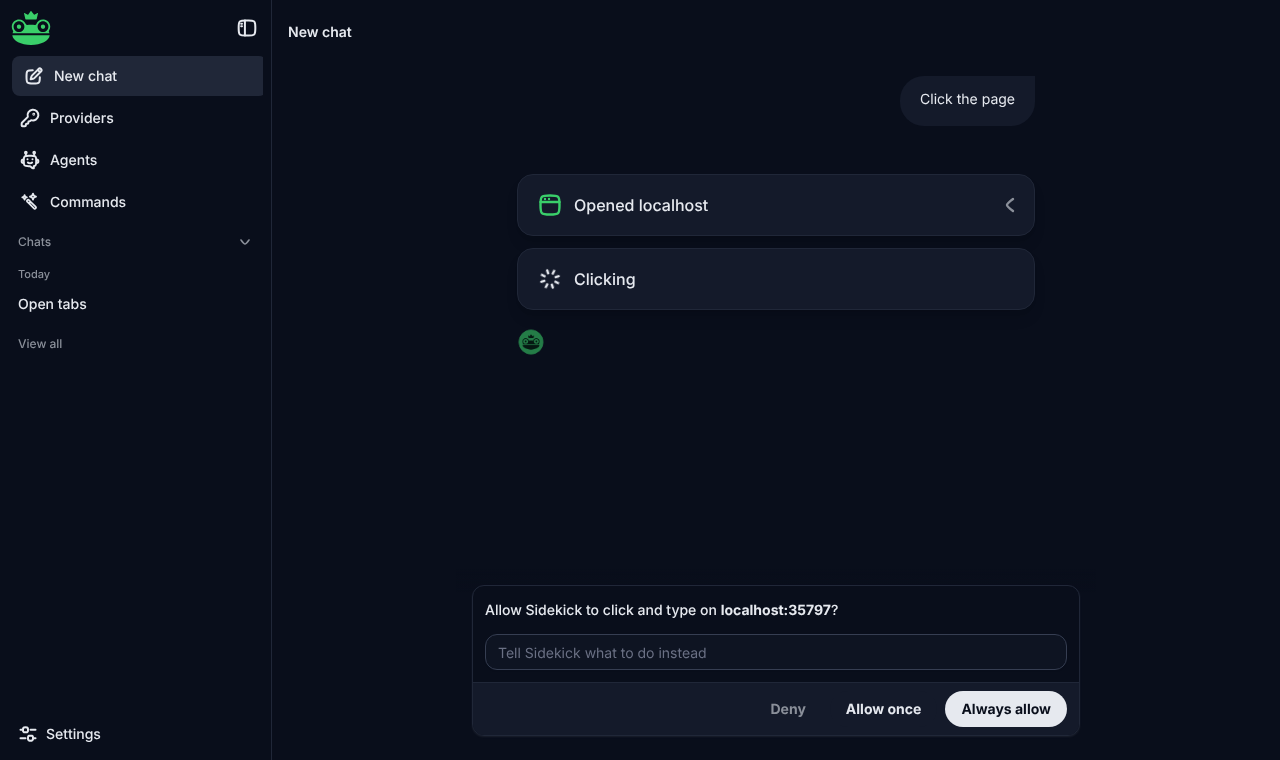 New chat
Providers
Agents
Commands
Chats
Today
Open tabs
View all
Settings
New chat
Click the page
Opened localhost
Clicking
Allow Sidekick to click and type on localhost:35797?
Tell Sidekick what to do instead
Deny
Allow once
Always allow